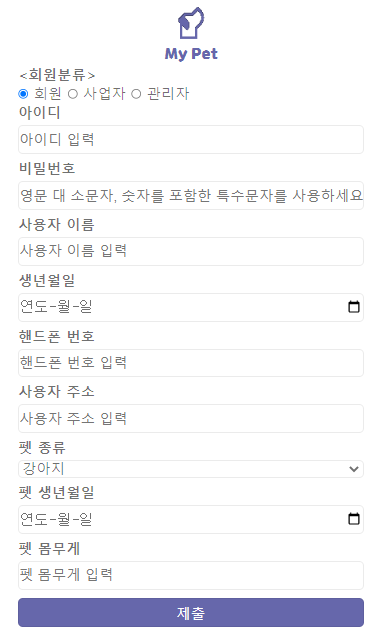 My Pet
<회원분류>
회원 사업자 관리자
아이디
아이디 입력
비밀번호
영문 대 소문자, 숫자를 포함한 특수문자를 사용하세요
사용자 이름
사용자 이름 입력
생년월일
연도-월-일
핸드폰 번호
핸드폰 번호 입력
사용자 주소
사용자 주소 입력
펫 종류
강아지
펫 생년월일
연도-월-일
펫 몸무게
펫 몸무게 입력
제출